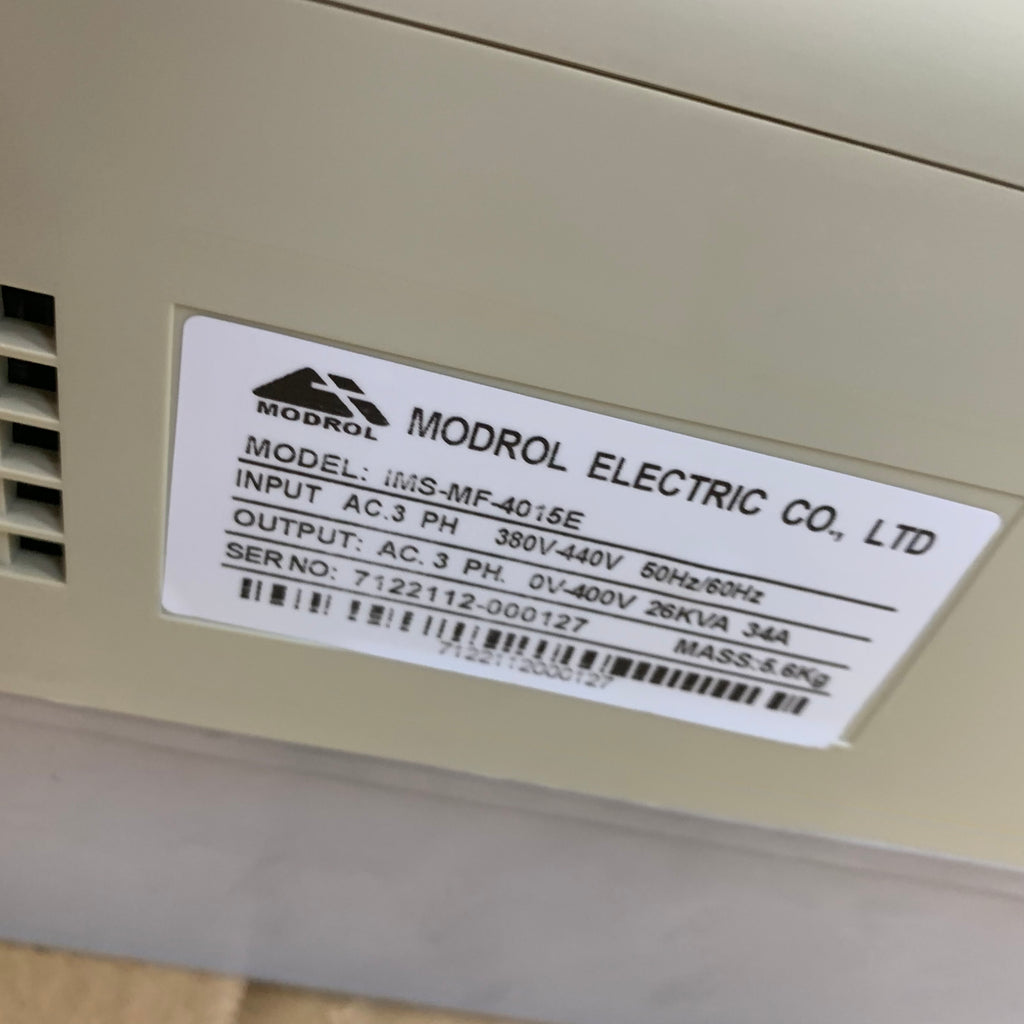 MODROL
MODROL ELECTRIC CO., LTD
MODEL: IMS-MF-4015E
INPUT AC.3 PH 380V-440V 50Hz/60Hz
OUTPUT: AC. 3 PH. 0V-400V 26KVA 34A
SER NO: 7122112-000127 MASS:5.6Kg
7122112000127